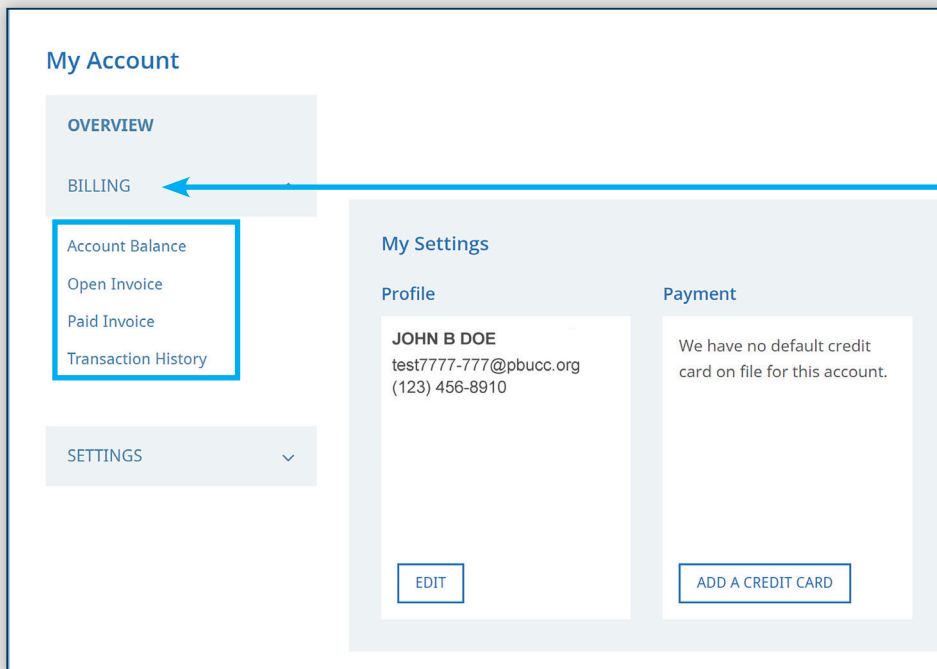 My Account
OVERVIEW
BILLING
Account Balance
Open Invoice
Paid Invoice
Transaction History
SETTINGS
My Settings
Profile
JOHN B DOE
test7777-777@pbucc.org
(123) 456-8910
EDIT
Payment
We have no default credit
card on file for this account.
ADD A CREDIT CARD